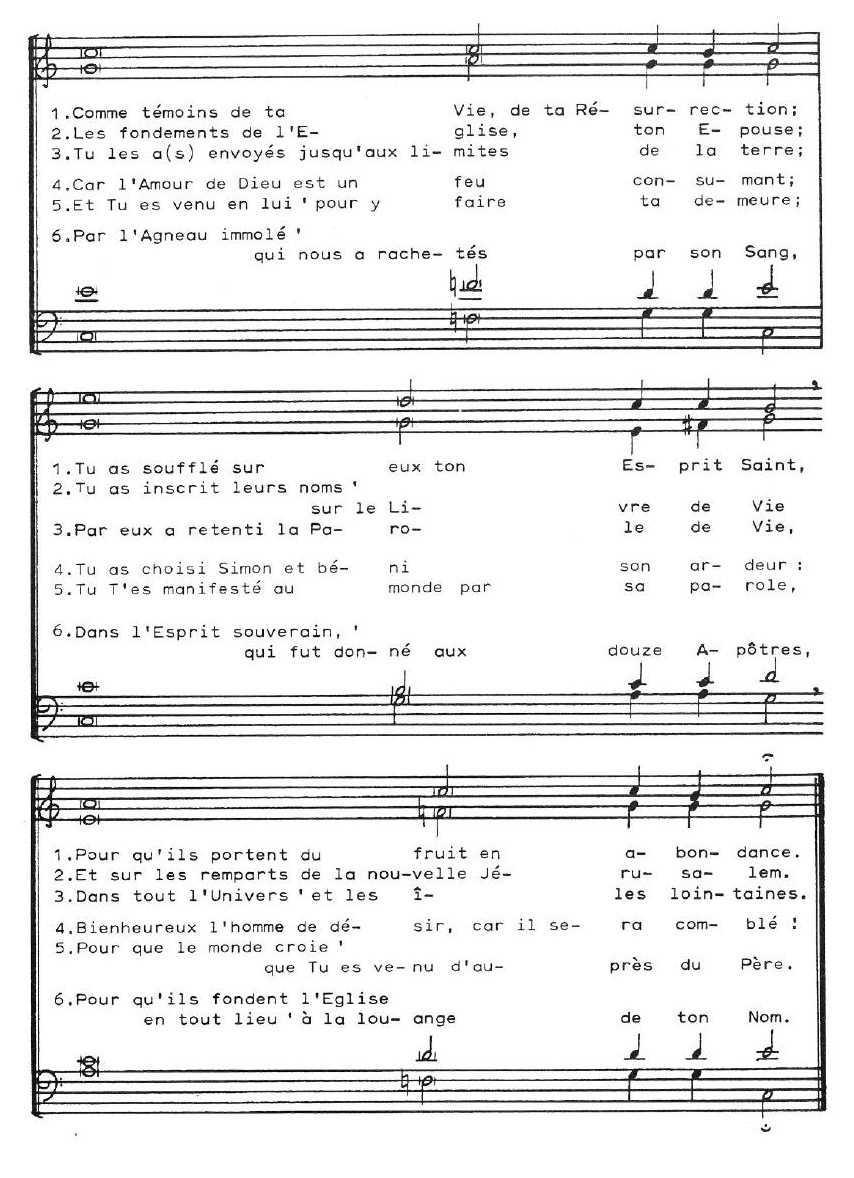 1.Comme témoins de ta Vie, de ta Ré- sur- rec- tion;
2.Les fondements de l'E- glise, ton E- pouse;
3.Tu les a(s) envoyés jusqu'aux li- mites de la terre;
4.Car l'Amour de Dieu est un feu con- su- mant;
5.Et Tu es venu en lui ' pour y faire ta de- meure;
6.Par l'Agneau immolé '
qui nous a rache- tés par son Sang,
1.Tu as soufflé sur eux ton Es- prit Saint,
2.Tu as inscrit leurs noms '
sur le Li- vre de Vie
3.Par eux a retenti la Pa- ro- le de Vie,
4.Tu as choisi Simon et bé- ni son ar- deur :
5.Tu T'es manifesté au monde par sa pa- role,
6.Dans l'Esprit souverain, '
qui fut don- né aux douze A- pôtres,
1.Pour qu'ils portent du fruit en a- bon- dance.
2.Et sur les remparts de la nou-velle Jé- ru- sa- lem.
3.Dans tout l'Univers ' et les î- les loin- taines.
4.Bienheureux l'homme de dé- sir, car il se- ra com- blé !
5.Pour que le monde croie '
que Tu es ve- nu d'au- près du Père.
6.Pour qu'ils fondent l'Eglise
en tout lieu ' à la lou- ange de ton Nom.